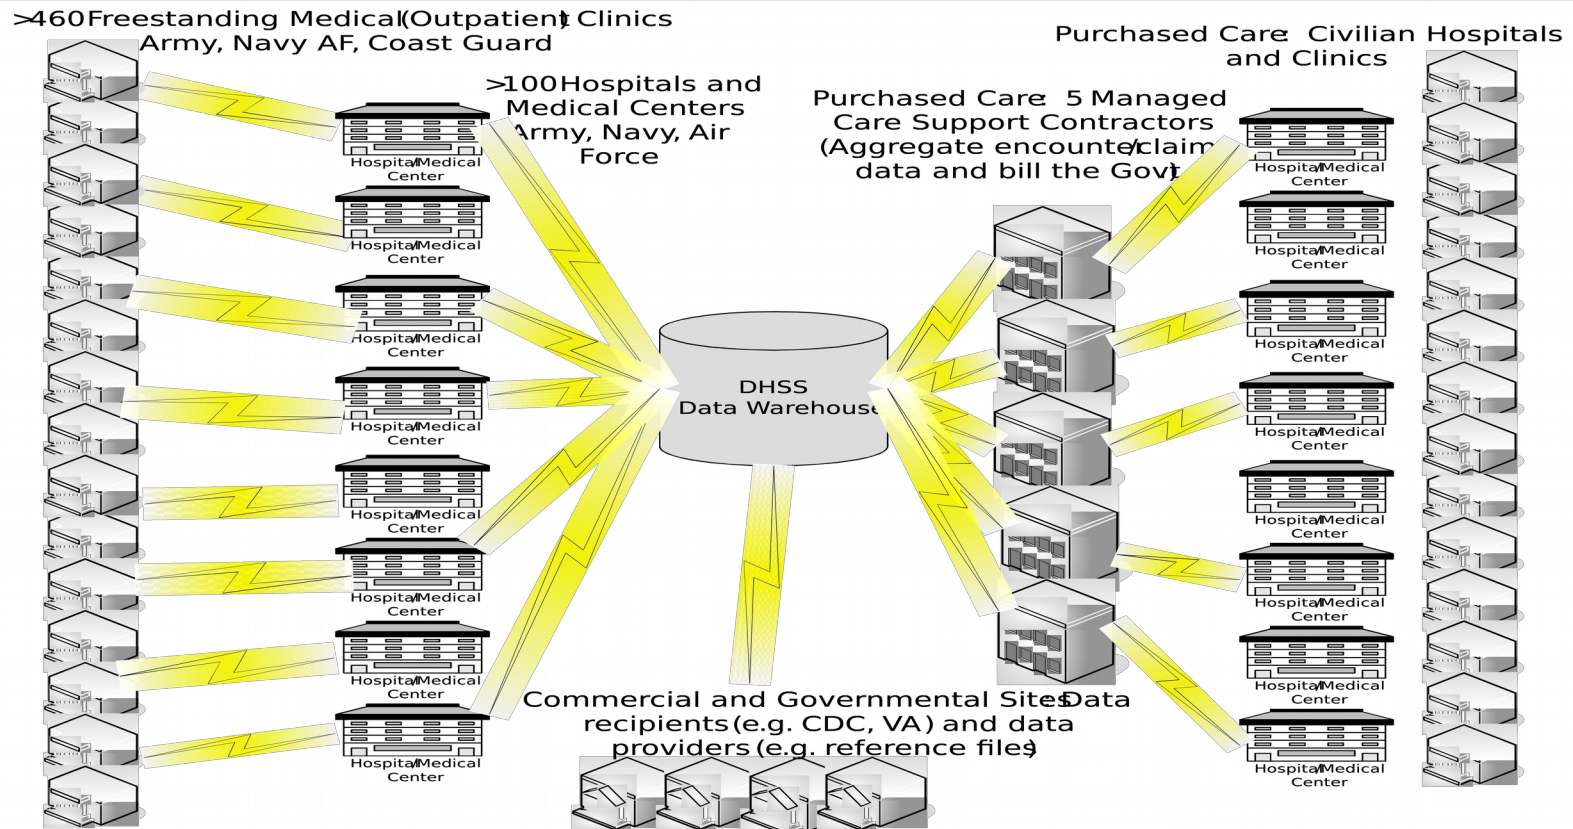 >460 Freestanding Medical (Outpatient) Clinics
Army, Navy AF, Coast Guard
>100 Hospitals and
Medical Centers
Army, Navy, Air
Force
Purchased Care: 5 Managed
Care Support Contractors
(Aggregate encounter/claim
data and bill the Gov)
Purchased Care: Civilian Hospitals
and Clinics
Hospital/Medical
Center
Hospital/Medical
Center
Hospital/Medical
Center
Hospital/Medical
Center
Hospital/Medical
Center
Hospital/Medical
Center
Hospital/Medical
Center
Hospital/Medical
Center
DHSS
Data Warehouse
Hospital/Medical
Center
Hospital/Medical
Center
Hospital/Medical
Center
Hospital/Medical
Center
Hospital/Medical
Center
Hospital/Medical
Center
Hospital/Medical
Center
Hospital/Medical
Center
Commercial and Governmental Sites: Data
recipients (e.g. CDC, VA) and data
providers (e.g. reference files)